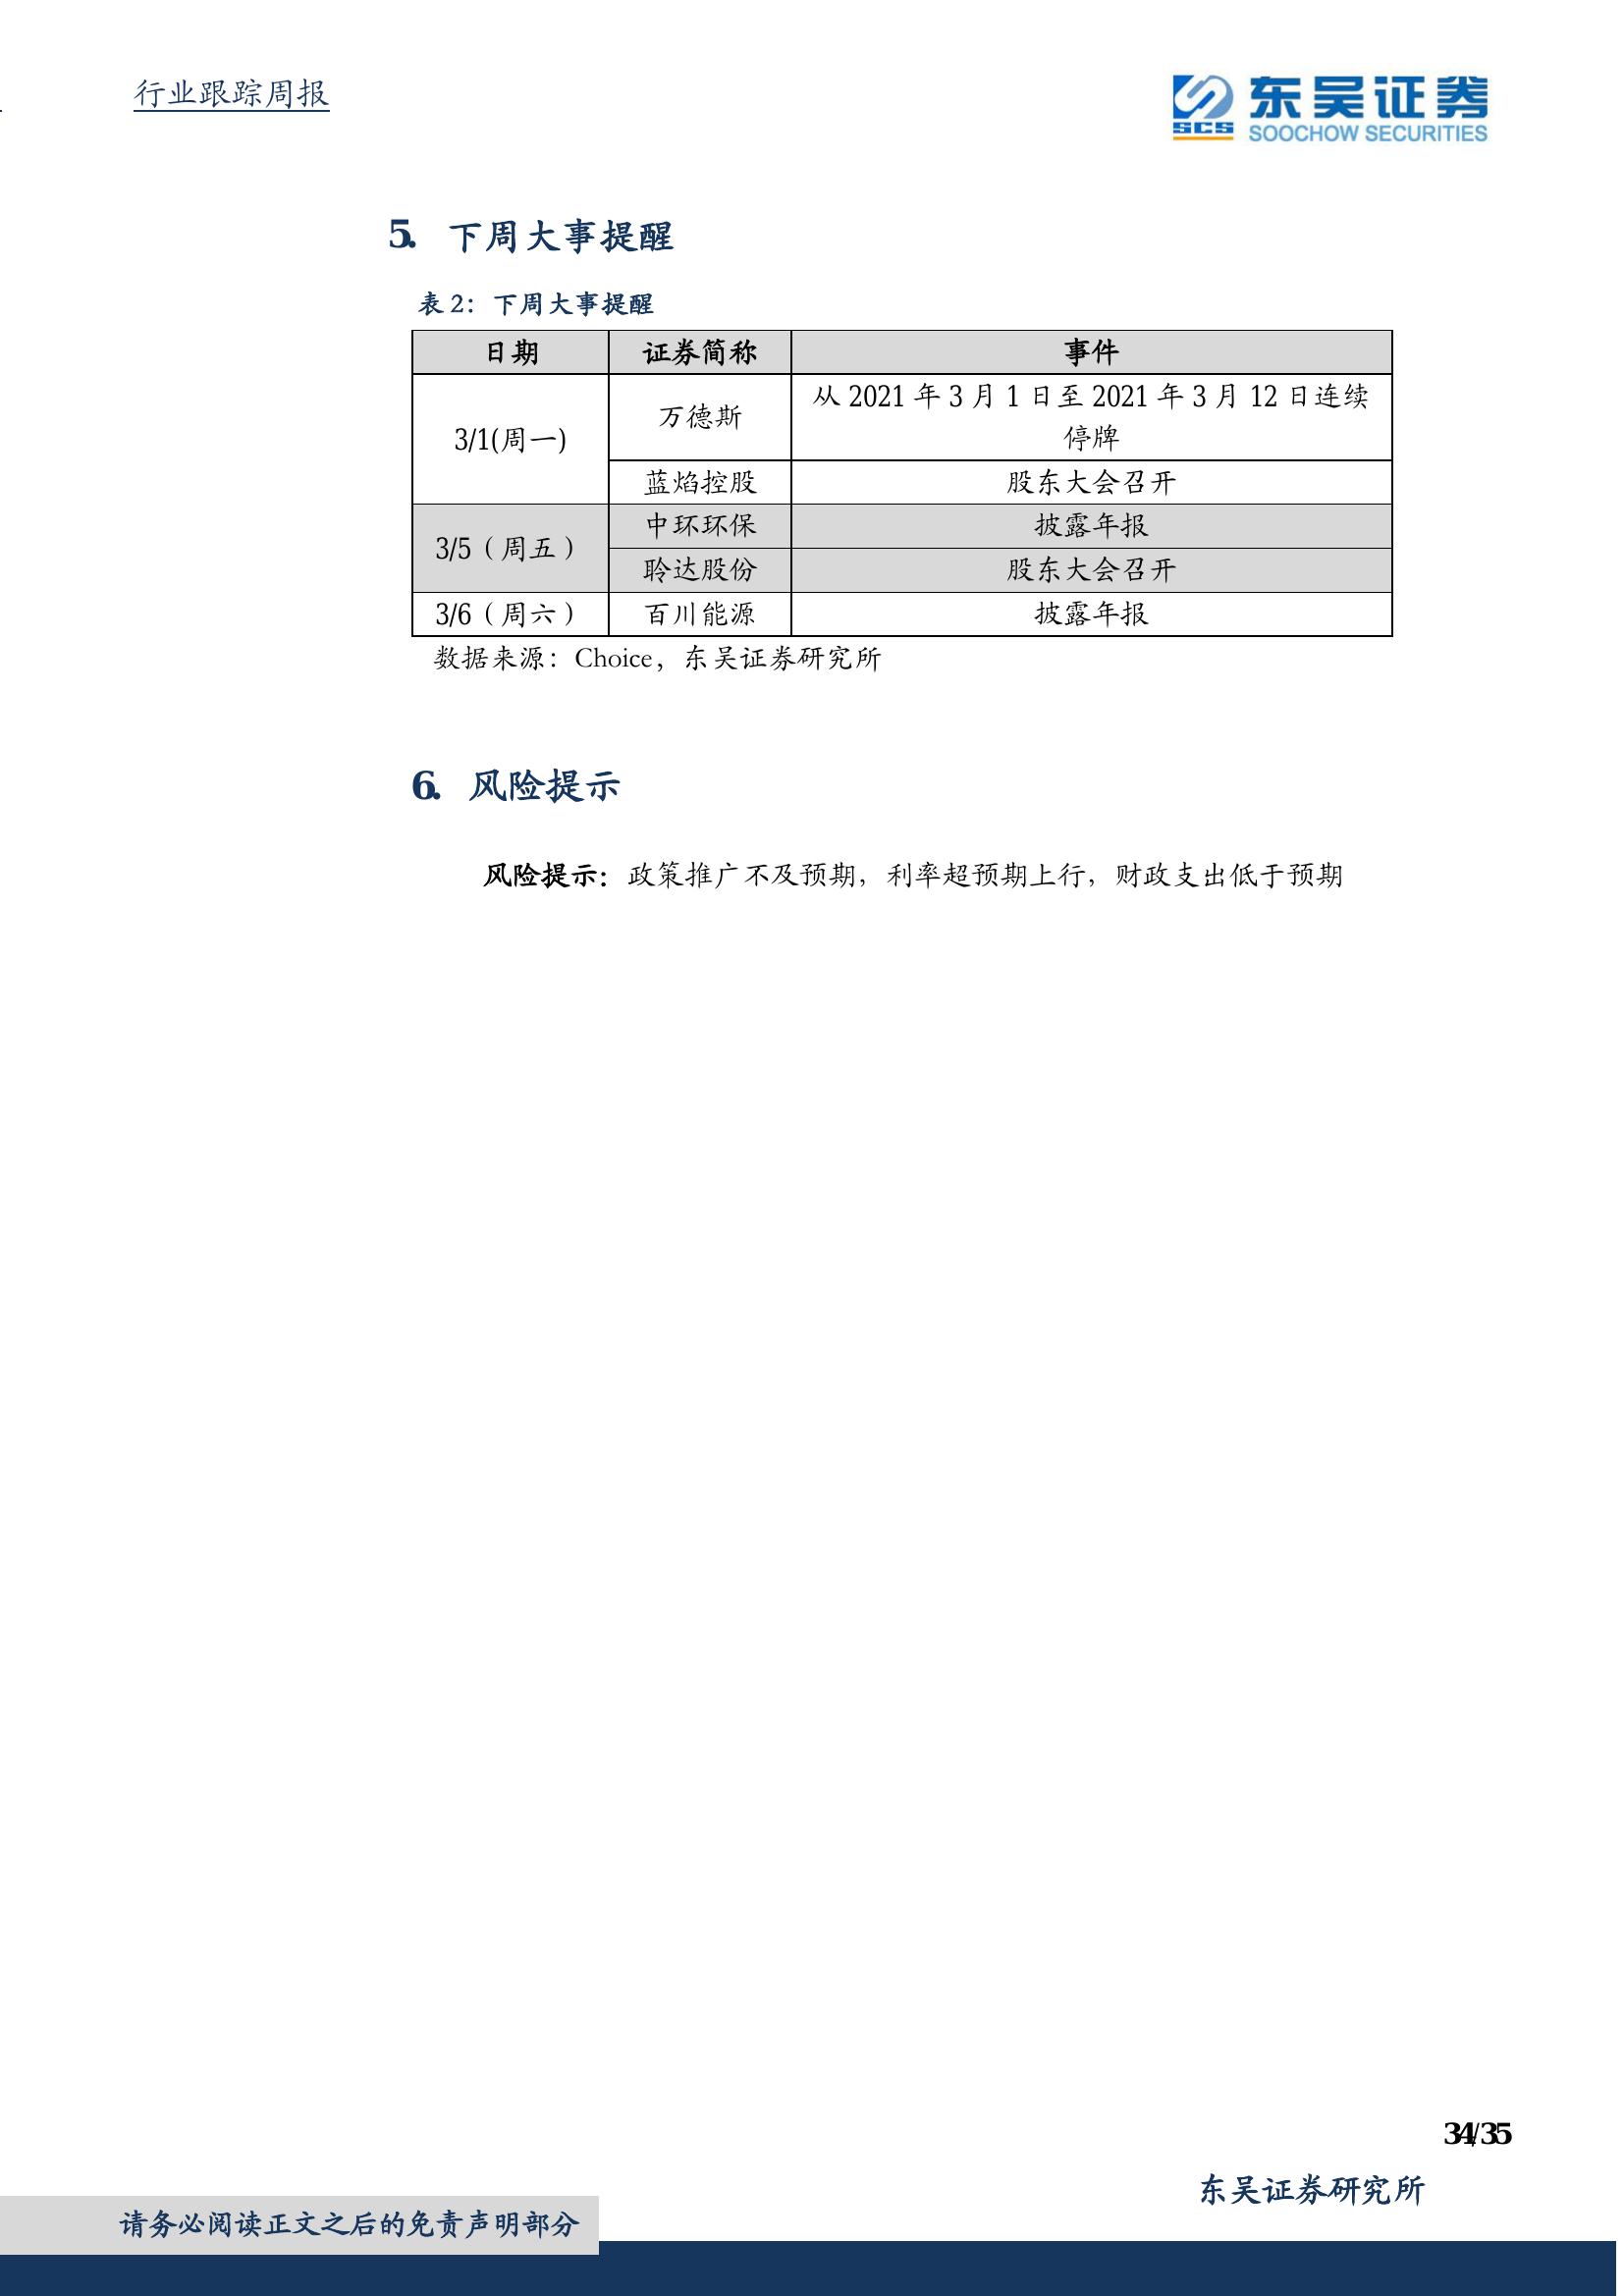 行业跟踪周报
SCS
东吴证券
SOOCHOW SECURITIES
5. 下周大事提醒
表 2：下周大事提醒
日期 证券简称 事件
3/1(周一) 万德斯 从 2021 年 3 月 1 日至 2021 年 3 月 12 日连续
停牌
蓝焰控股 股东大会召开
3/5（周五） 中环环保 披露年报
聆达股份 股东大会召开
3/6（周六） 百川能源 披露年报
数据来源：Choice，东吴证券研究所
6. 风险提示
风险提示：政策推广不及预期，利率超预期上行，财政支出低于预期
34/35
东吴证券研究所
请务必阅读正文之后的免责声明部分